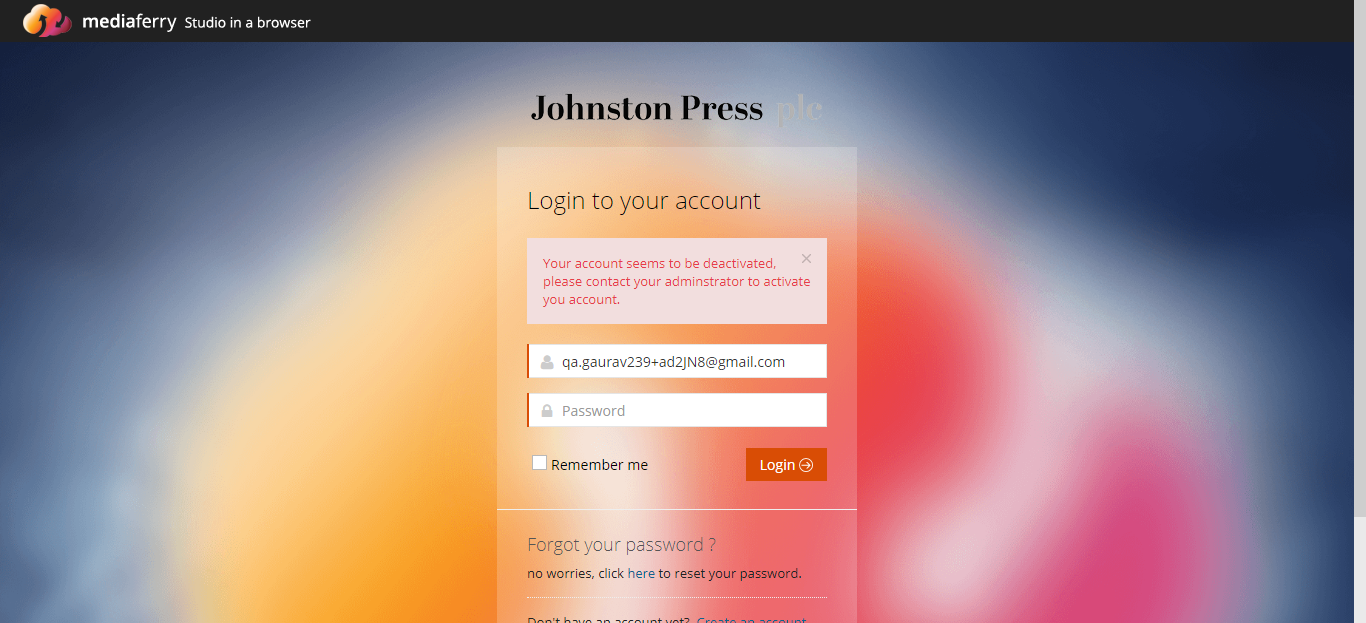 mediaferry Studio in a browser
Johnston Press plc
Login to your account
Your account seems to be deactivated,
please contact your adminstrator to activate
you account.
qa.gaurav239+ad2JN8@gmail.com
Password
Remember me
Login
Forgot your password ?
no worries, click here to reset your password.
Don't have an account yet? Create an account